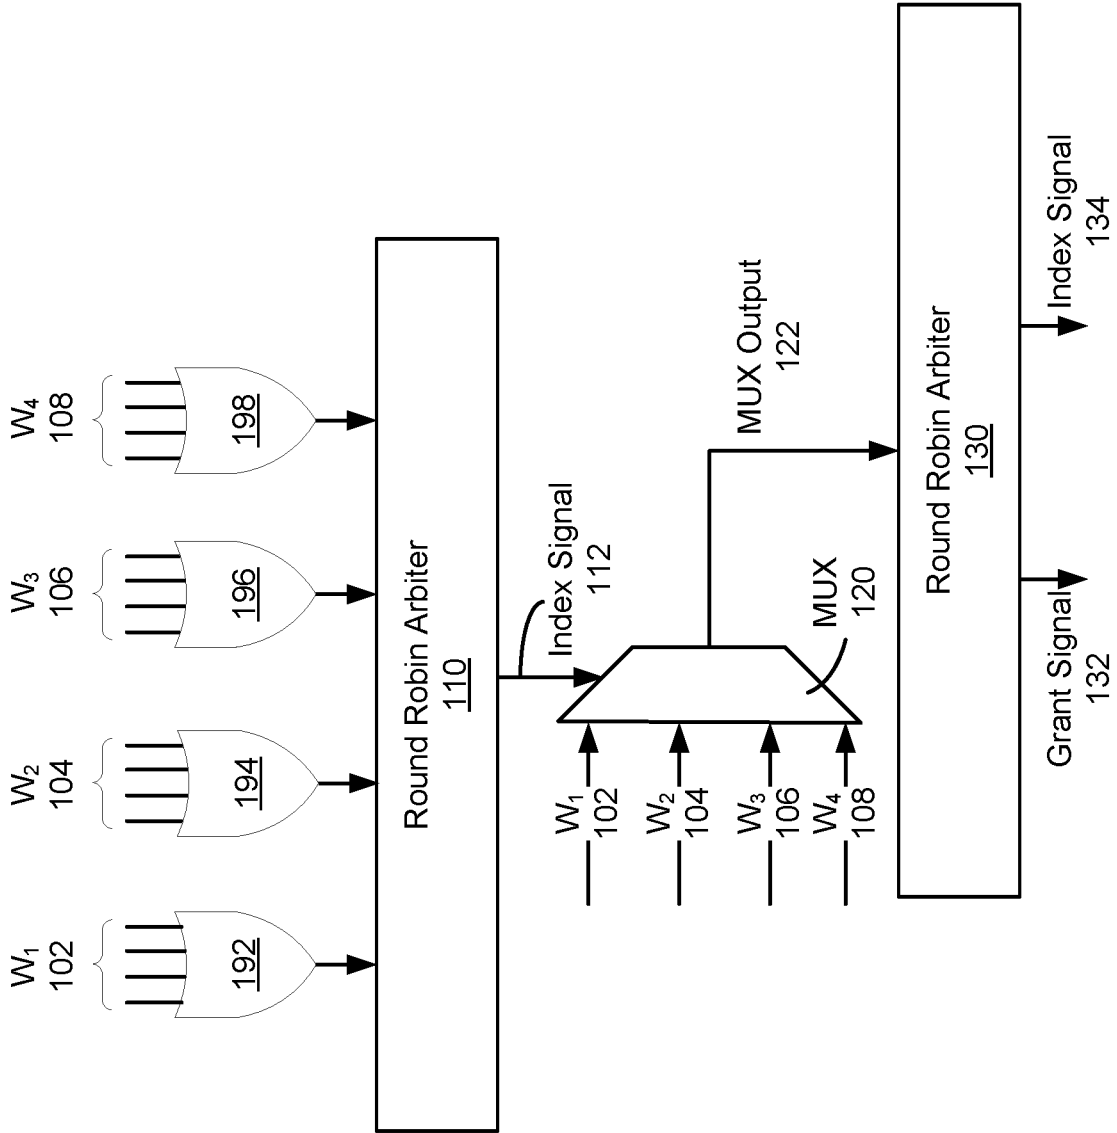 W1
102
W2
104
W3
106
W4
108
192
194
196
198
Round Robin Arbiter
110
Index Signal
112
W1
102
W2
104
W3
106
W4
108
MUX
120
MUX Output
122
Round Robin Arbiter
130
Grant Signal
132
Index Signal
134